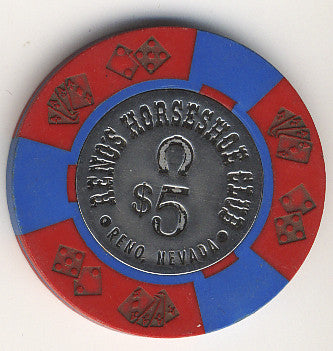 RENOS HORSESHOE CLUB
$5
RENO, NEVADA